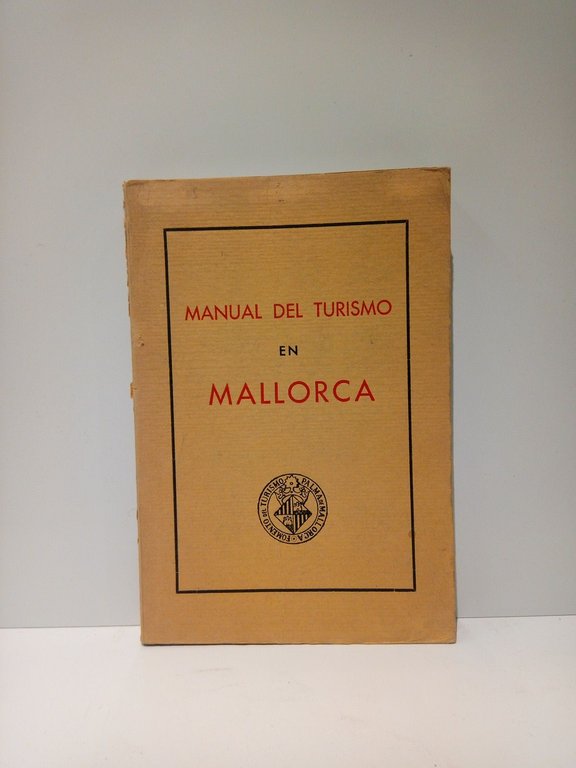 MANUAL DEL TURISMO
EN
MALLORCA
FOMENTO DEL TURISMO PALMA DE MALLORCA